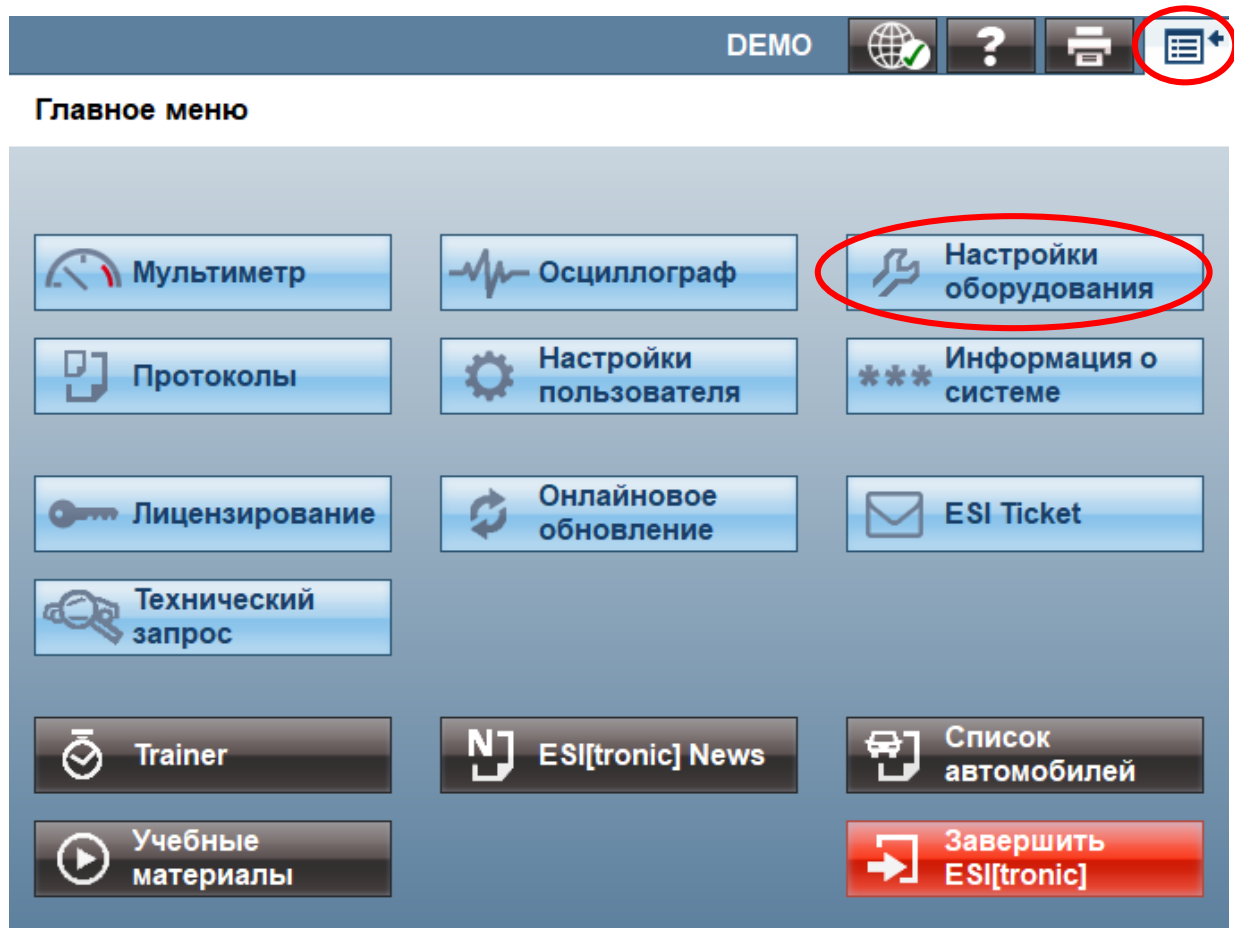 DEMO
?
Главное меню
Мультиметр
Осциллограф
Настройки
оборудования
Протоколы
Настройки
пользователя
***
Информация о
системе
Лицензирование
Онлайновое
обновление
ESI Ticket
Технический
запрос
Trainer
N
ESI[tronic] News
Список
автомобилей
Учебные
материалы
Завершить
ESI[tronic]